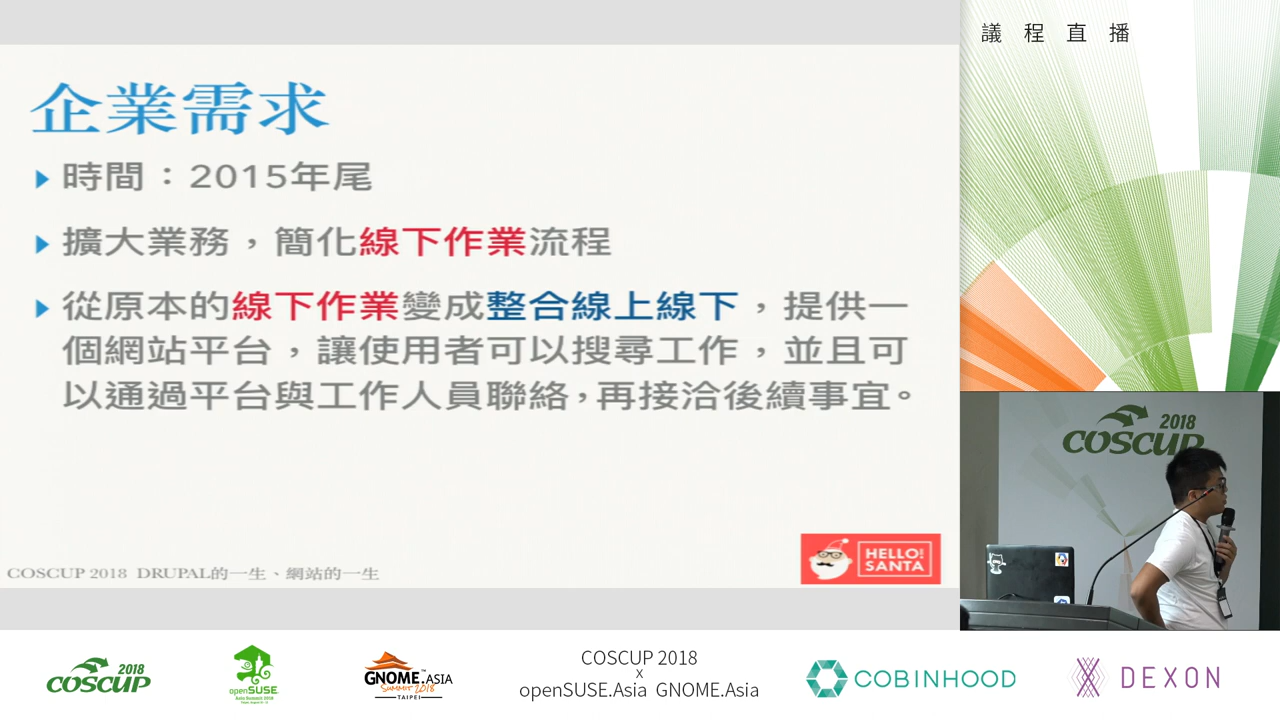 議程直播
企業需求
時間：2015年尾
擴大業務，簡化線下作業流程
從原本的線下作業變成整合線上線下，提供一
個網站平台，讓使用者可以搜尋工作，並且可
以通過平台與工作人員聯絡，再接洽後續事宜。
HELLO
SANTA
COSCUP 2018 DRUPAL的一生、網站的一生
2018
COSCUP
2018
COSCUP
openSUSE
GNOME.ASIA
SUMMIT 2018
TAIPEI
COSCUP 2018
x
openSUSE.Asia GNOME.Asia
COBINHOOD
DEXON